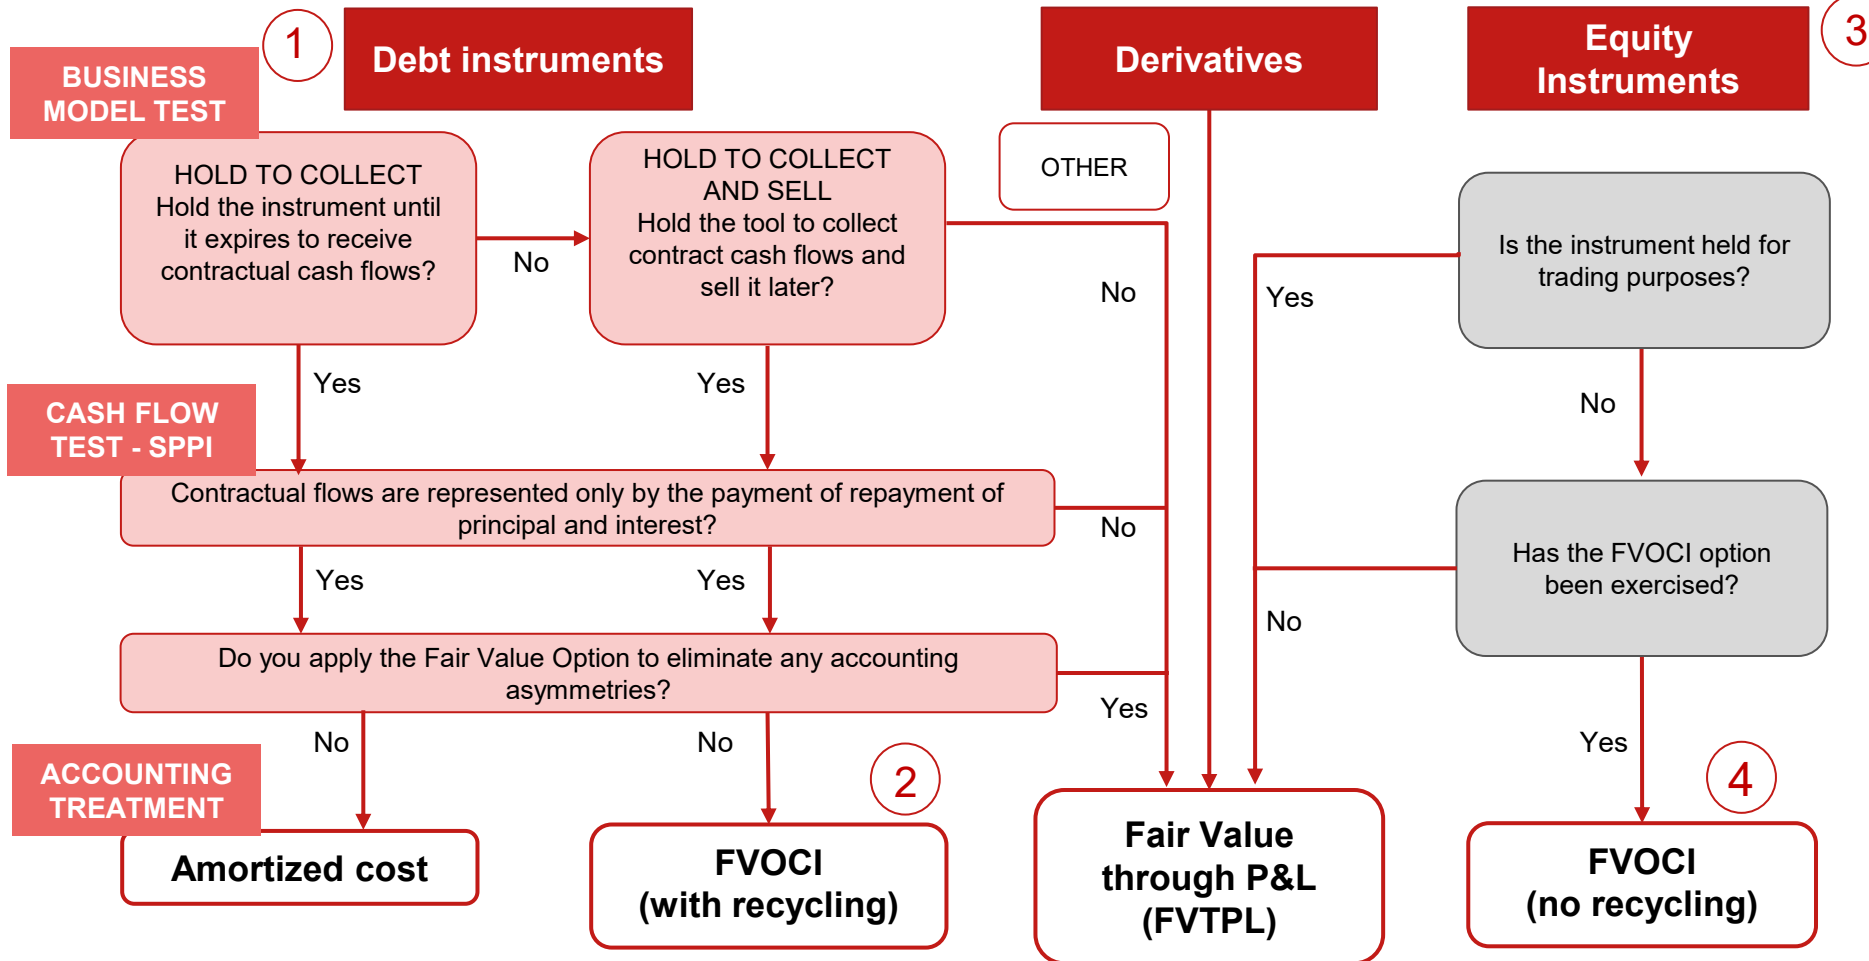 1
Debt instruments
Derivatives
Equity
Instruments
3
BUSINESS
MODEL TEST
HOLD TO COLLECT
Hold the instrument until
it expires to receive
contractual cash flows?
No
HOLD TO COLLECT
AND SELL
Hold the tool to collect
contract cash flows and
sell it later?
OTHER
No
Yes
Is the instrument held for
trading purposes?
Yes
Yes
No
CASH FLOW
TEST - SPPI
Contractual flows are represented only by the payment of repayment of
principal and interest?
No
Has the FVOCI option
been exercised?
Yes
Yes
No
Do you apply the Fair Value Option to eliminate any accounting
asymmetries?
Yes
No
No
Yes
ACCOUNTING
TREATMENT
2
4
Amortized cost
FVOCI
(with recycling)
Fair Value
through P&L
(FVTPL)
FVOCI
(no recycling)